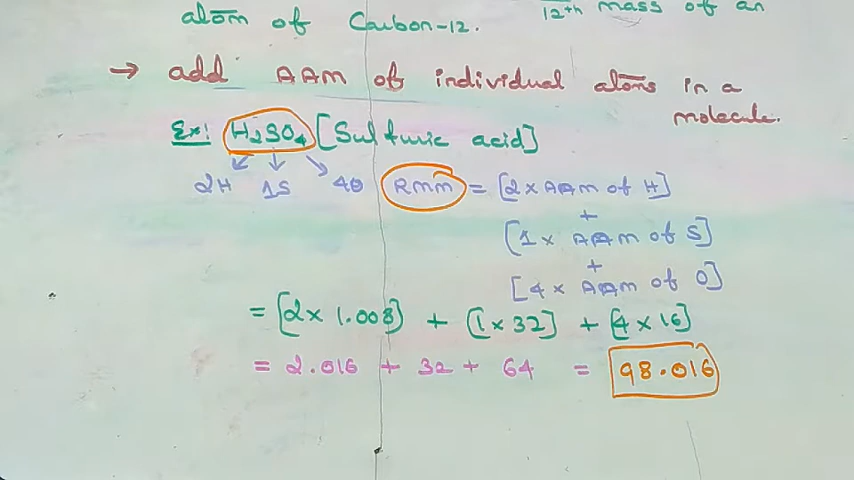 12th mass of an
atom of Carbon-12.
→ add AAM of individual atoms in a
molecule.
Ex: H2SO4 [Sulfuric acid]
2H 1S 4O RMM = [2 x AAM of H]
+
[1 x AAM of S]
+
[4 x AAM of O]
= [2 x 1.008] + [1 x 32] + [4 x 16]
= 2.016 + 32 + 64 = 98.016